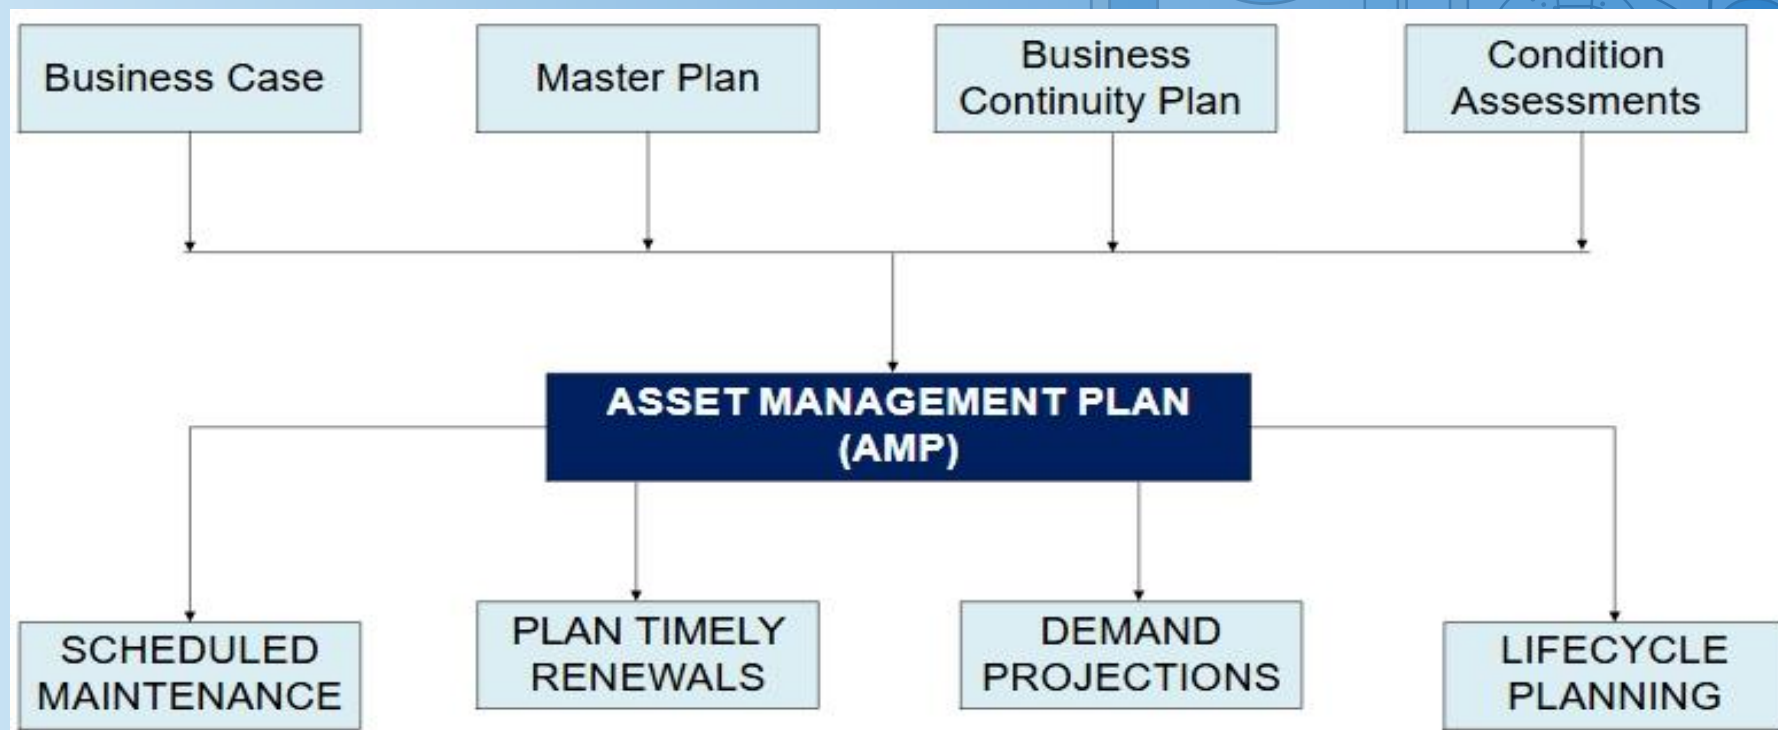 Business Case
Master Plan
Business
Continuity Plan
Condition
Assessments
ASSET MANAGEMENT PLAN
(AMP)
SCHEDULED
MAINTENANCE
PLAN TIMELY
RENEWALS
DEMAND
PROJECTIONS
LIFECYCLE
PLANNING